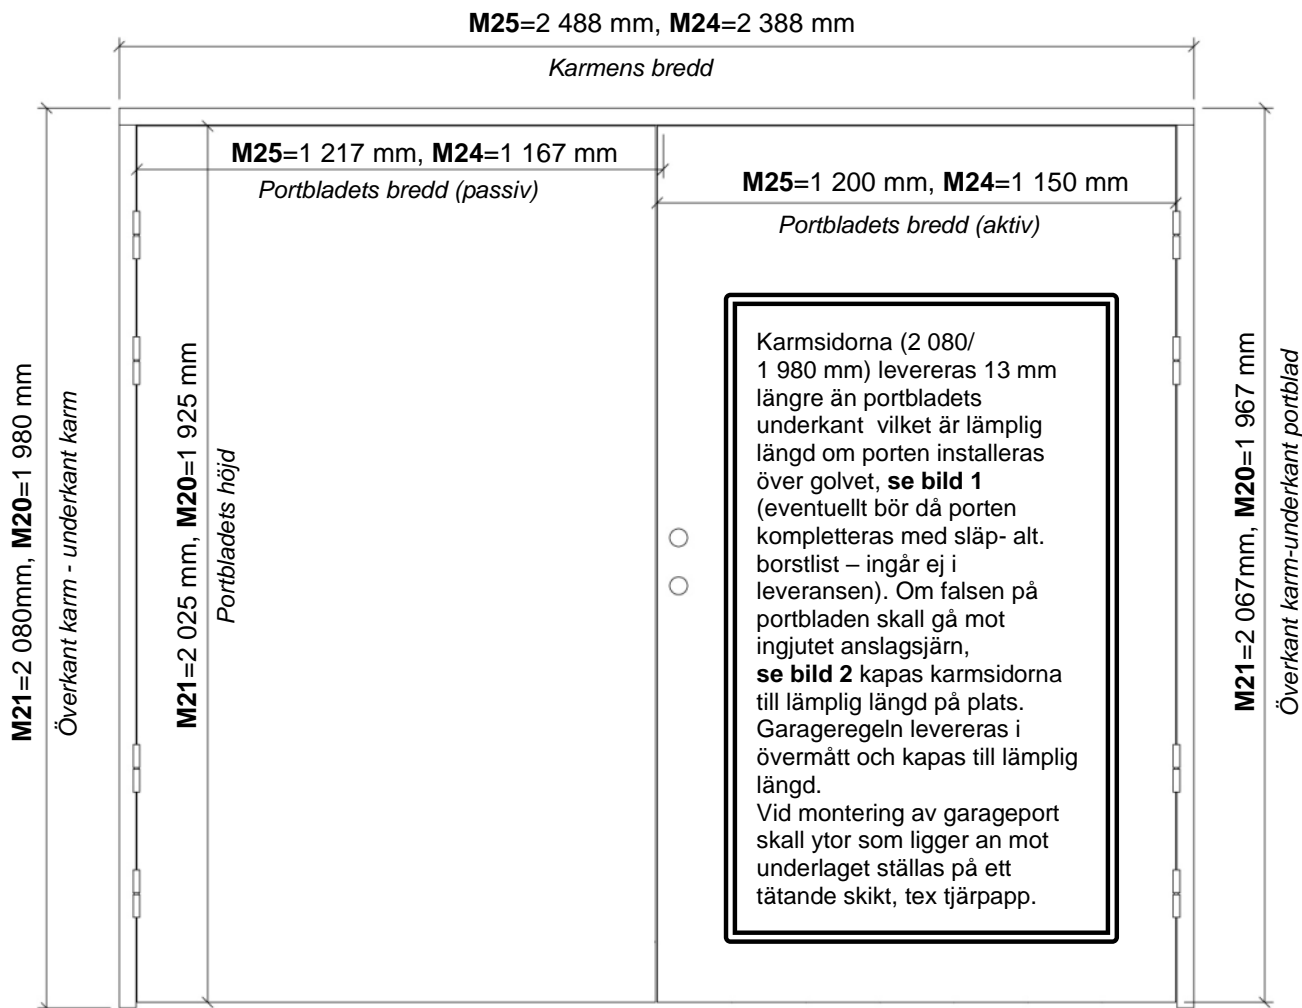 M25=2 488 mm, M24=2 388 mm
Karmens bredd
M25=1 217 mm, M24=1 167 mm
Portbladets bredd (passiv)
M25=1 200 mm, M24=1 150 mm
Portbladets bredd (aktiv)
M21=2 080mm, M20=1 980 mm
Överkant karm - underkant karm
M21=2 025 mm, M20=1 925 mm
Portbladets höjd
Karmsidorna (2 080/
1 980 mm) levereras 13 mm
längre än portbladets
underkant vilket är lämplig
längd om porten installeras
över golvet, se bild 1
(eventuellt bör då porten
kompletteras med släp- alt.
borstlist – ingår ej i
leveransen). Om falsen på
portbladen skall gå mot
ingjutet anslagsjärn,
se bild 2 kapas karmsidorna
till lämplig längd på plats.
Garageregeln levereras i
övermått och kapas till lämplig
längd.
Vid montering av garageport
skall ytor som ligger an mot
underlaget ställas på ett
tätande skikt, tex tjärpapp.
M21=2 067mm, M20=1 967 mm
Överkant karm-underkant portblad